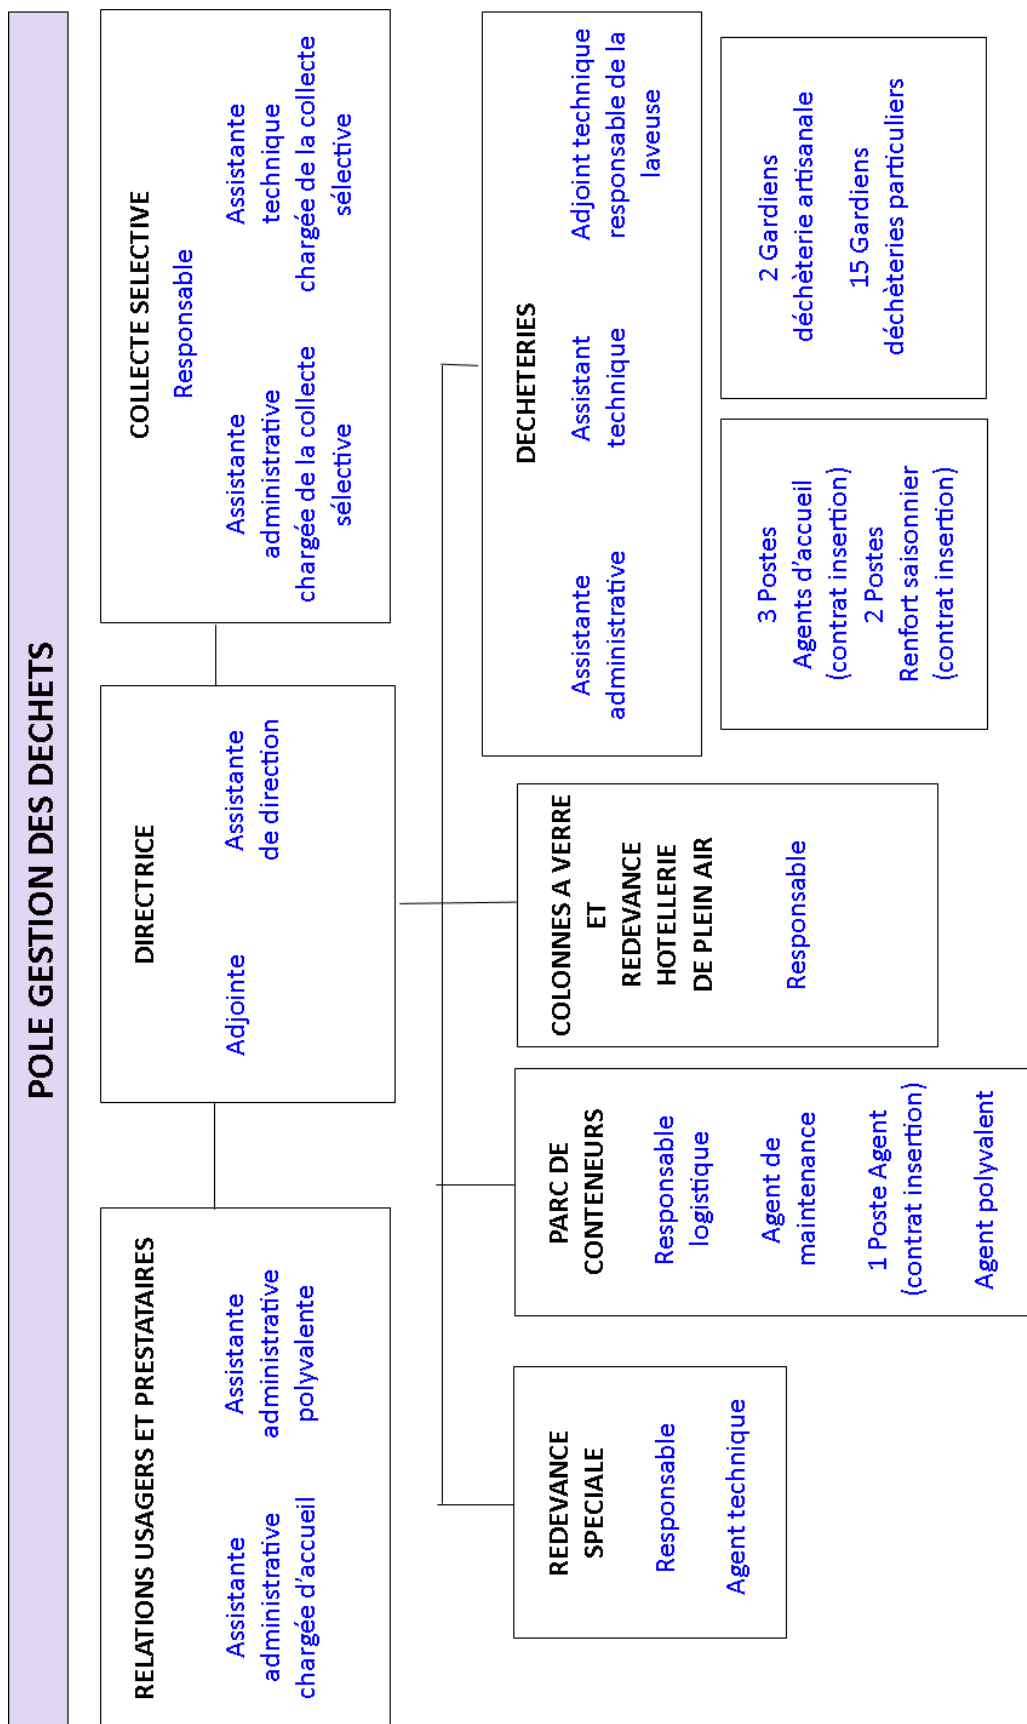 POLE GESTION DES DECHETS
RELATIONS USAGERS ET PRESTATAIRES
Assistante
administrative
chargée d'accueil
Assistante
administrative
polyvalente
DIRECTRICE
Adjointe
Assistante
de direction
COLLECTE SELECTIVE
Responsable
Assistante
administrative
chargée de la collecte
sélective
Assistante
technique
chargée de la collecte
sélective
REDEVANCE
SPECIALE
Responsable
Agent technique
PARC DE
CONTENEURS
Responsable
logistique
Agent de
maintenance
1 Poste Agent
(contrat insertion)
Agent polyvalent
COLONNES A VERRE
ET
REDEVANCE
HOTELLERIE
DE PLEIN AIR
Responsable
DECHETERIES
Assistante
administrative
Assistant
technique
Adjoint technique
responsable de la
laveuse
3 Postes
Agents d'accueil
(contrat insertion)
2 Postes
Renfort saisonnier
(contrat insertion)
2 Gardiens
déchèterie artisanale
15 Gardiens
déchèteries particuliers